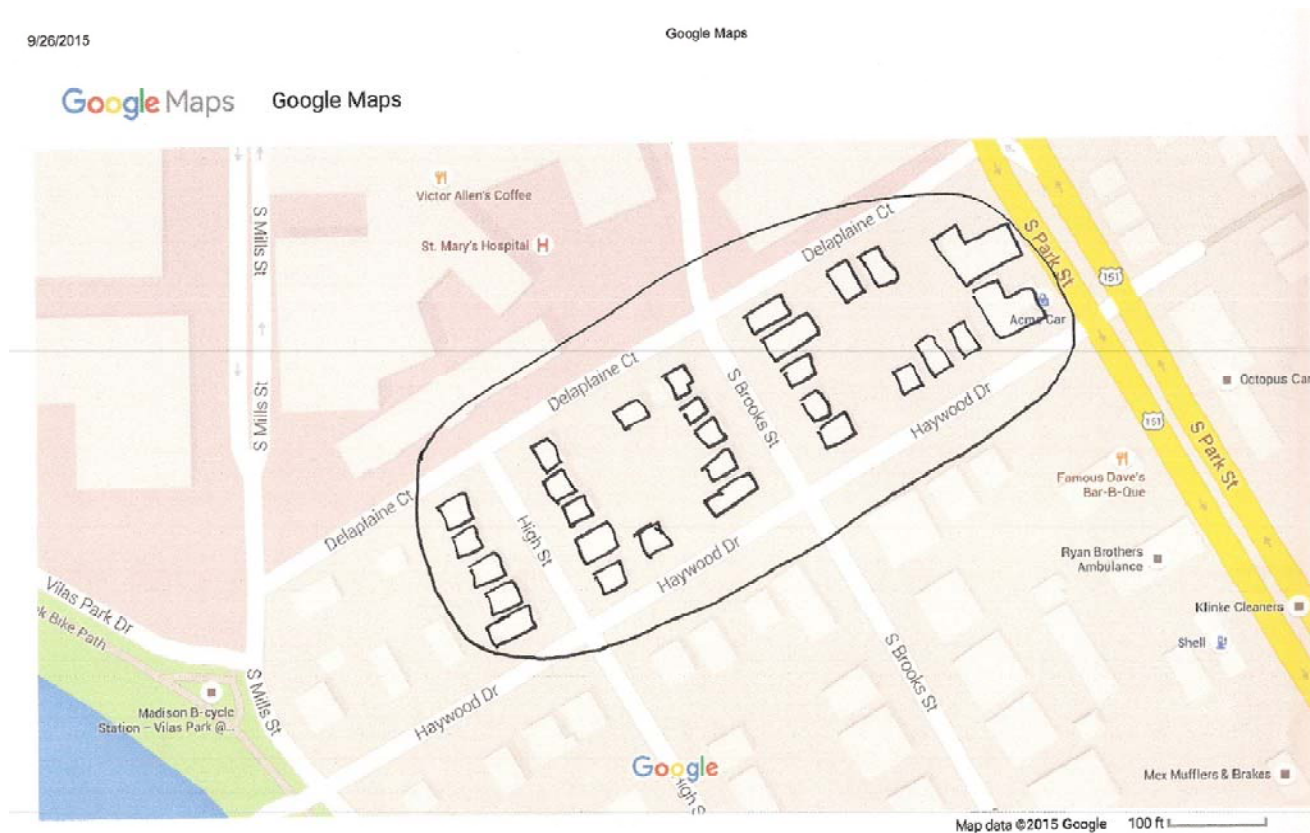 9/26/2015
Google Maps
Google Maps
Google Maps
Victor Allen's Coffee
St. Mary's Hospital H
S Mills St
S Mills St
S Mills St
Delaplaine Ct
Delaplaine Ct
Delaplaine Ct
S Park St
151
Acme Car
Octopus Car
S Brooks St
Haywood Dr
151
S Park St
Famous Dave's
Bar-B-Que
High St
Haywood Dr
Ryan Brothers
Ambulance
Vilas Park Dr
Bike Path
Klinke Cleaners
Shell
S Brooks St
Madison B-cycle
Station – Vilas Park @...
Haywood Dr
Google
High S
Mex Mufflers & Brakes
Map data ©2015 Google 100 ft